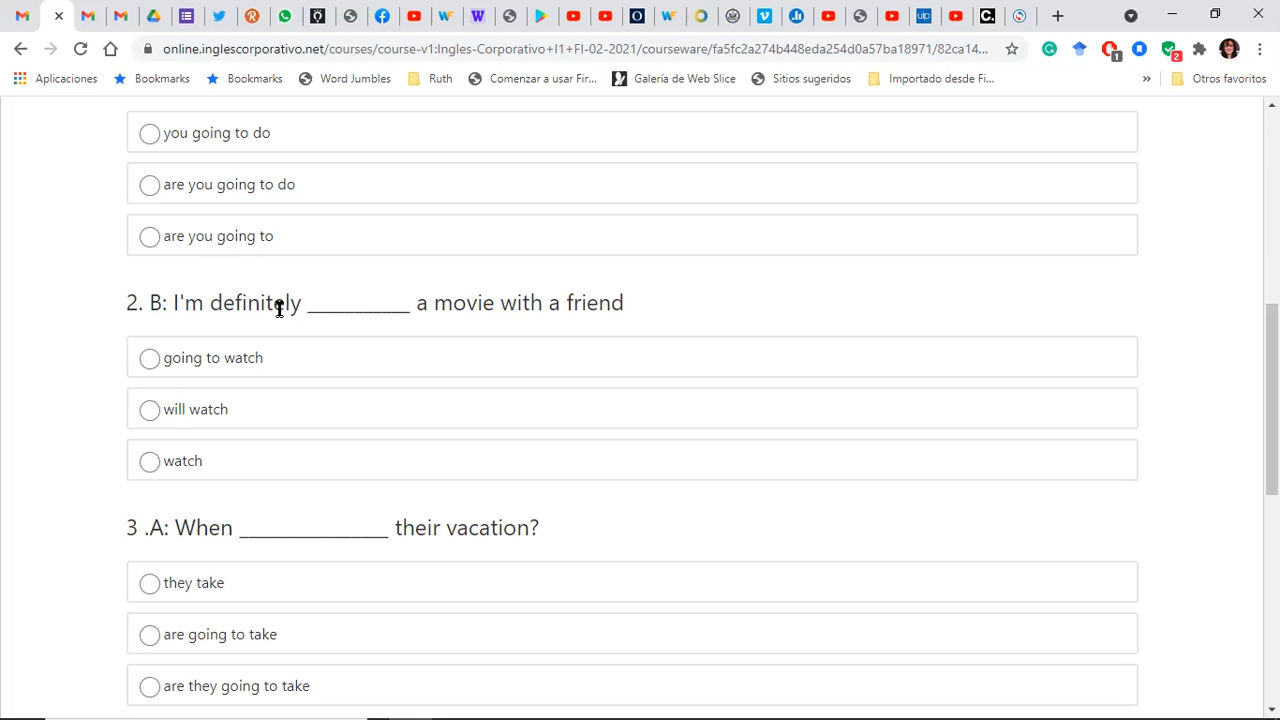 online.inglescorporativo.net/courses/course-v1:Ingles-Corporativo+I1+FI-02-2021/courseware/fa5fc2a274b448eda254d0a57ba18971/82ca14...
Aplicaciones Bookmarks Bookmarks Word Jumbles Ruth Comenzar a usar Fir... Galería de Web Slice Sitios sugeridos Importado desde Fi... » Otros favoritos
you going to do
are you going to do
are you going to
2. B: I'm definitely __________ a movie with a friend
going to watch
will watch
watch
3 .A: When _______________ their vacation?
they take
are going to take
are they going to take